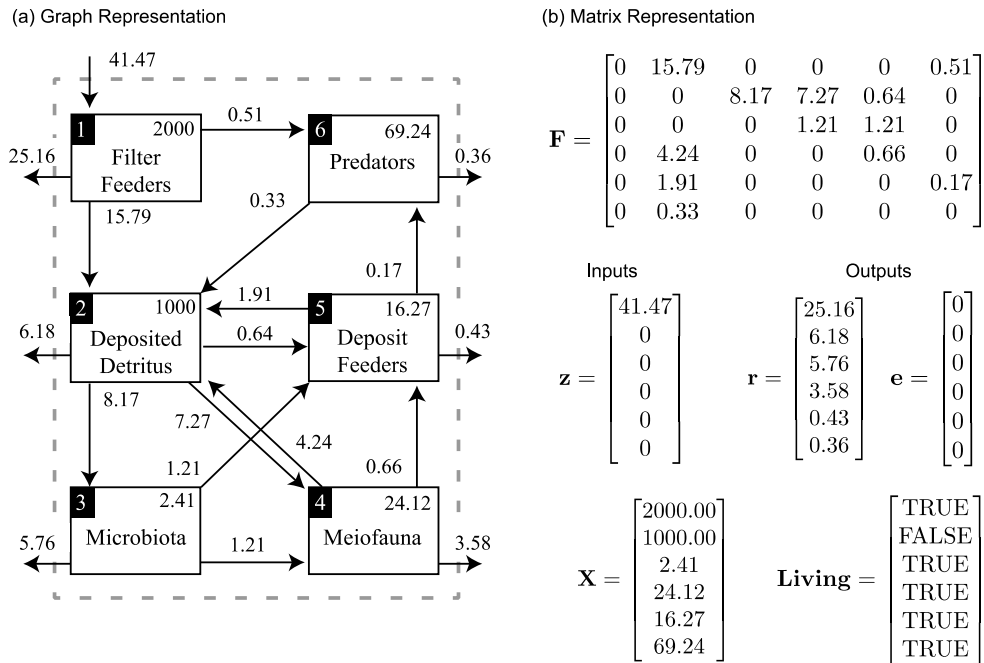 (a) Graph Representation
41.47
1 2000
Filter
Feeders
25.16
0.51
6 69.24
Predators
0.36
15.79
0.33
0.17
2 1000
Deposited
Detritus
6.18
1.91
0.64
5 16.27
Deposit
Feeders
0.43
8.17
7.27
4.24
1.21
0.66
3 2.41
Microbiota
5.76
1.21
4 24.12
Meiofauna
3.58
(b) Matrix Representation
F =
0 15.79 0 0 0 0.51
0 0 8.17 7.27 0.64 0
0 0 0 1.21 1.21 0
0 4.24 0 0 0.66 0
0 1.91 0 0 0 0.17
0 0.33 0 0 0 0
Inputs
z =
41.47
0
0
0
0
0
Outputs
r =
25.16
6.18
5.76
3.58
0.43
0.36
e =
0
0
0
0
0
0
X =
2000.00
1000.00
2.41
24.12
16.27
69.24
Living =
TRUE
FALSE
TRUE
TRUE
TRUE
TRUE